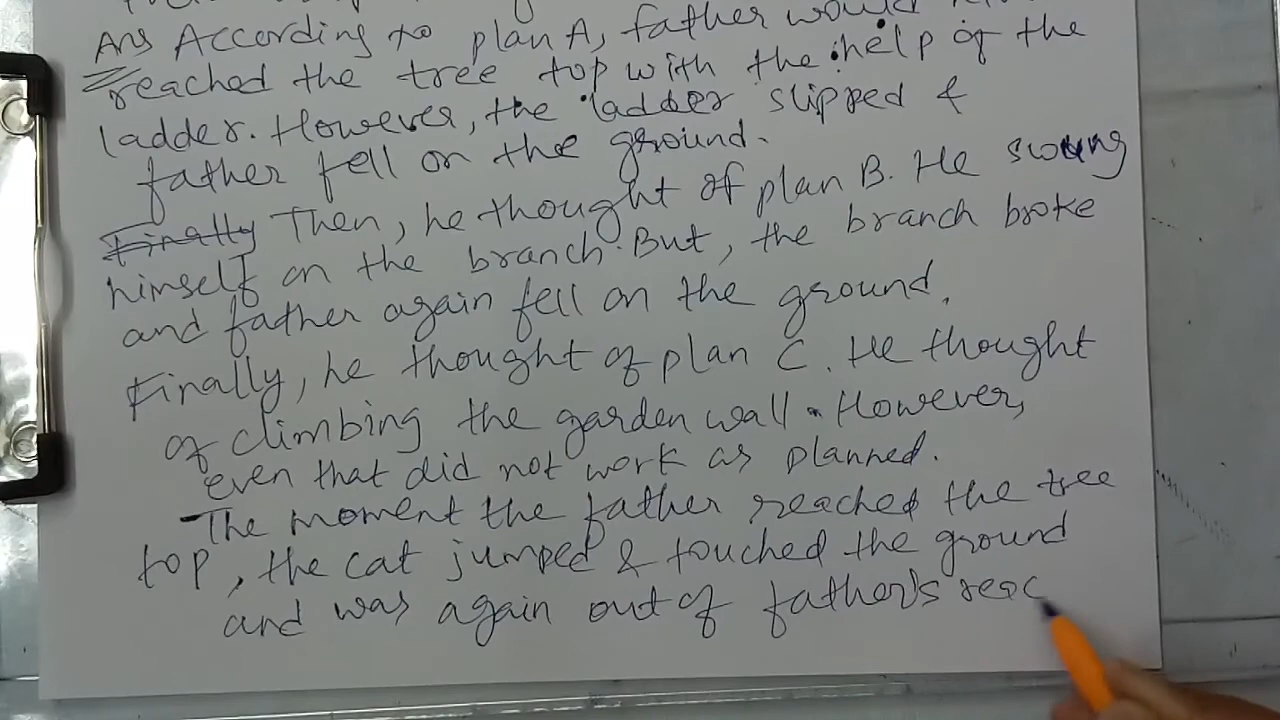 Ans According to plan A, father would
reached the tree top with the help of the
ladder. However, the ladder slipped &
father fell on the ground.
Finally Then, he thought of plan B. He swung
himself on the branch. But, the branch broke
and father again fell on the ground.
Finally, he thought of plan C. He thought
of climbing the garden wall. However,
even that did not work as planned.
The moment the father reached the tree
top, the cat jumped & touched the ground
and was again out of father's reac